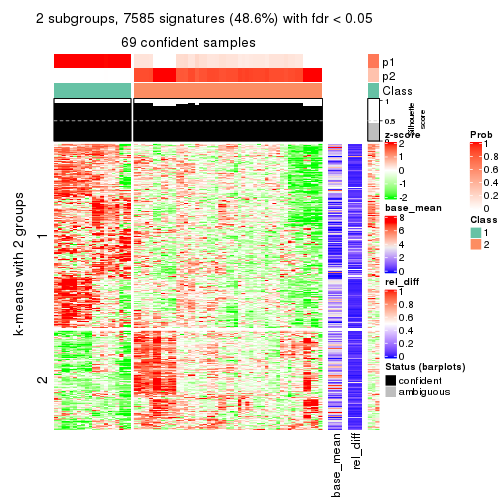 2 subgroups, 7585 signatures (48.6%) with fdr < 0.05
69 confident samples
p1
p2
Class
1
0.5
0
Silhouette
score
k-means with 2 groups
1
2
base_mean
rel_diff
z-score
2
1
0
-1
-2
base_mean
8
6
4
2
0
rel_diff
1
0.8
0.6
0.4
0.2
0
Status (barplots)
confident
ambiguous
Prob
1
0.8
0.6
0.4
0.2
0
Class
1
2